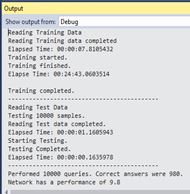 Output
Show output from: Debug
Reading Training Data
Reading Training data completed
Elapsed Time: 00:00:07.8105432
Training started.
Training finished.
Elapse Time: 00:24:43.0603514
Training completed.
----------------------------------------
Reading Test Data
Testing 10000 samples.
Reading Test data completed.
Elapsed Time: 00:00:01.1605943
Starting Testing.
Testing Completed.
Elapsed Time: 00:00:00.1635978
----------------------------------------
Performed 10000 queries. Correct answers were 980.
Network has a performance of 9.8